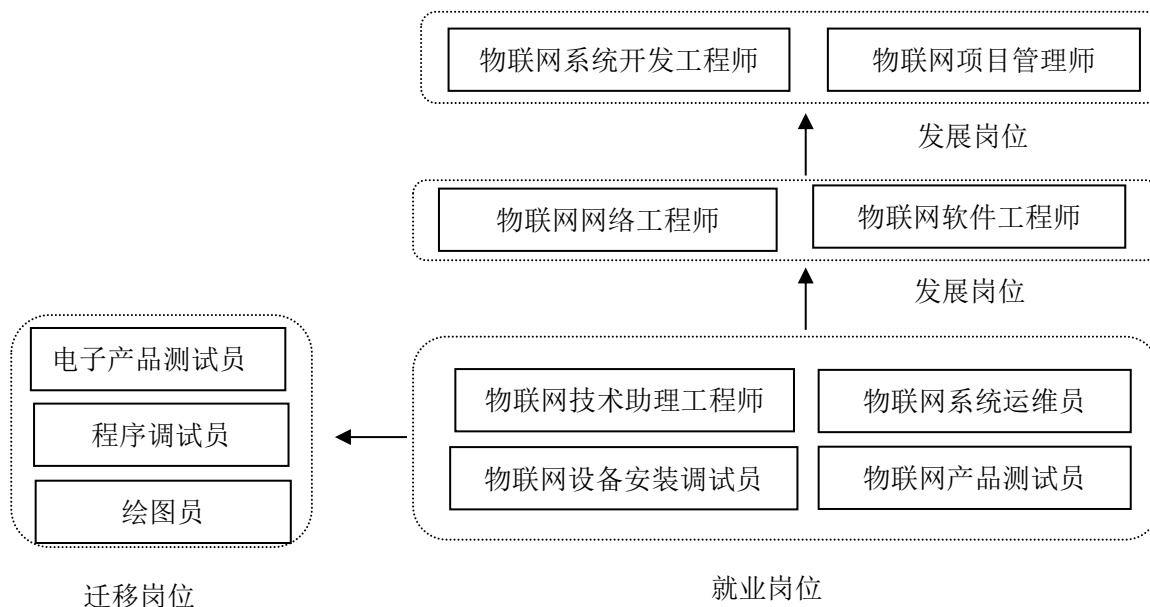 物联网系统开发工程师 物联网项目管理师
发展岗位
物联网网络工程师 物联网软件工程师
发展岗位
电子产品测试员
程序调试员
绘图员
迁移岗位
物联网技术助理工程师 物联网系统运维员
物联网设备安装调试员 物联网产品测试员
就业岗位